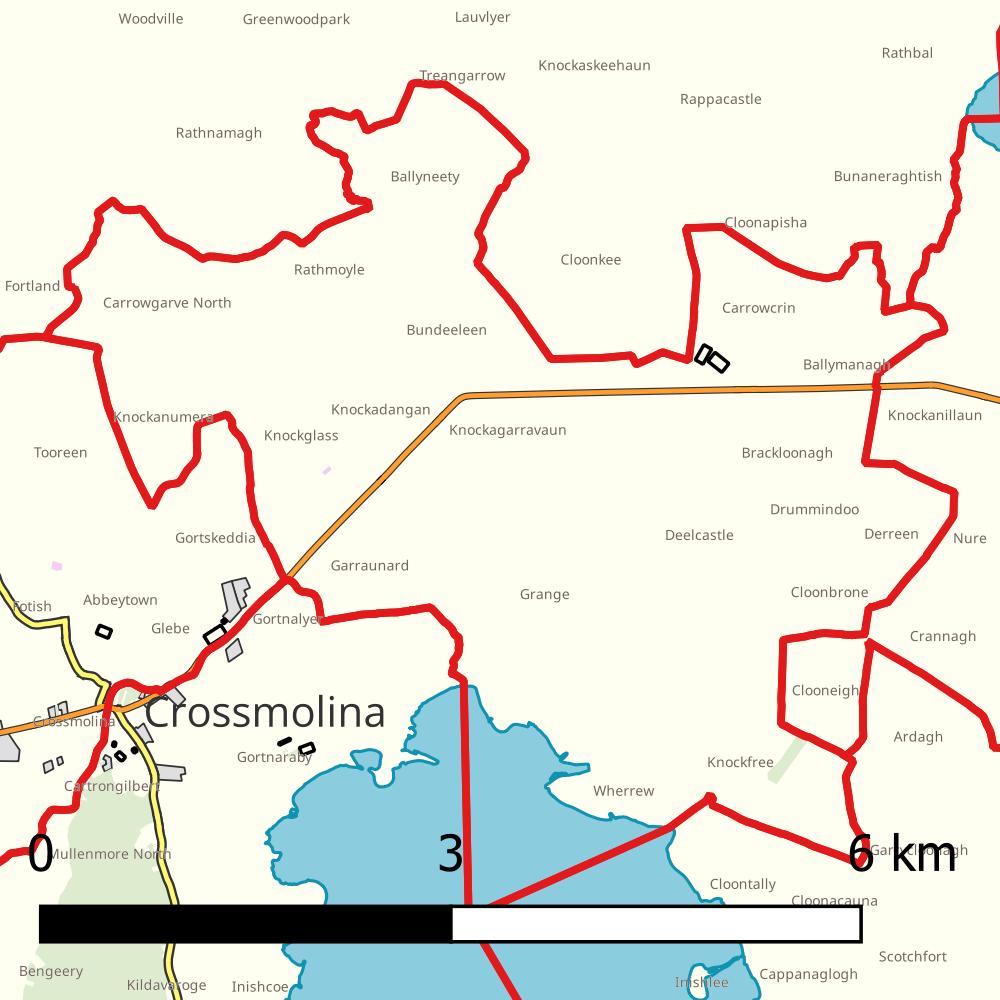 Woodville
Greenwoodpark
Lauvlyer
Rathbal
Knockaskeehaun
Treangarrow
Rappacastle
Rathnamagh
Ballyneety
Bunaneraghtish
Cloonapisha
Cloonkee
Rathmoyle
Fortland
Carrowgarve North
Carrowcrin
Bundeeleen
Ballymanagh
Knockadangan
Knockanumera
Knockglass
Knockagarravaun
Knockanillaun
Tooreen
Brackloonagh
Drummindoo
Gortskeddia
Deelcastle
Derreen
Nure
Garraunard
Grange
Cloonbrone
Fotish
Abbeytown
Glebe
Gortnalyer
Crannagh
Clooneigh
Crossmolina
Crossmolina
Ardagh
Gortnaraby
Knockfree
Cartrongilbert
Wherrew
Mullenmore North
0 3 6 km
Cloontally
Cloonacauna
Scotchfort
Bengeery
Kildavaroge
Inishcoe
Inishlee
Cappanaglogh